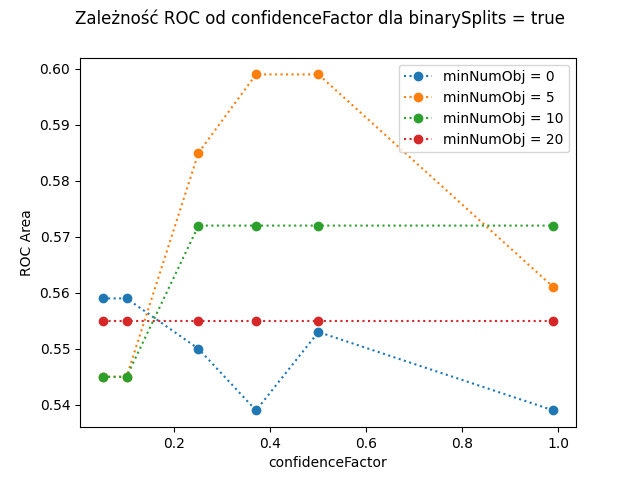 Zależność ROC od confidenceFactor dla binarySplits = true
0.60
0.59
0.58
0.57
0.56
0.55
0.54
ROC Area
minNumObj = 0
minNumObj = 5
minNumObj = 10
minNumObj = 20
0.2
0.4
0.6
0.8
1.0
confidenceFactor